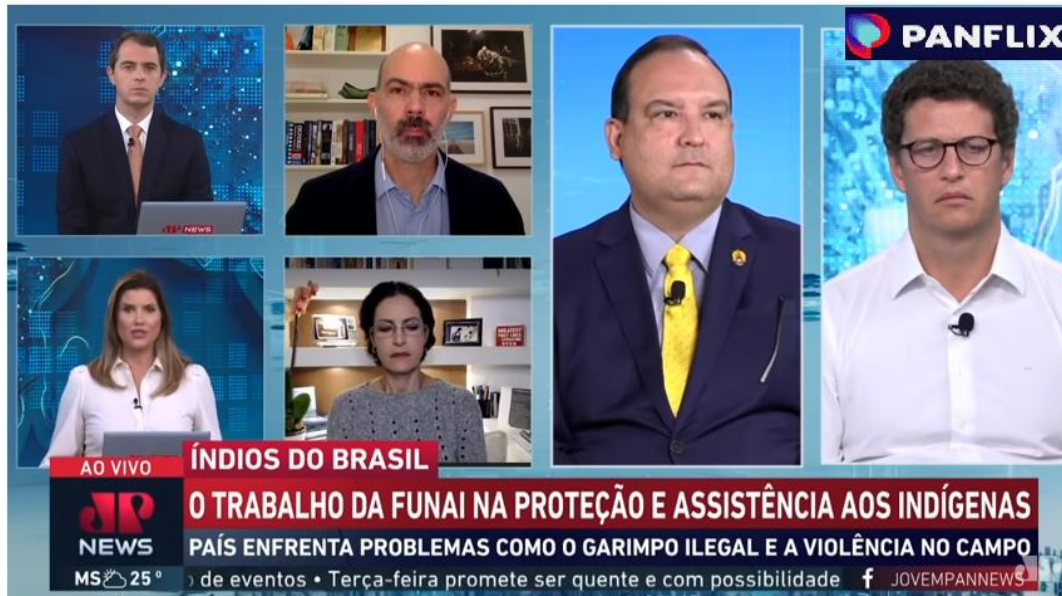 PANFLIX
NEWS
GREATEST
EVER
AO VIVO
ÍNDIOS DO BRASIL
JP
NEWS
O TRABALHO DA FUNAI NA PROTEÇÃO E ASSISTÊNCIA AOS INDÍGENAS
PAÍS ENFRENTA PROBLEMAS COMO O GARIMPO ILEGAL E A VIOLÊNCIA NO CAMPO
MS 25°
o de eventos • Terça-feira promete ser quente e com possibilidade
f JOVEMPANNEWS